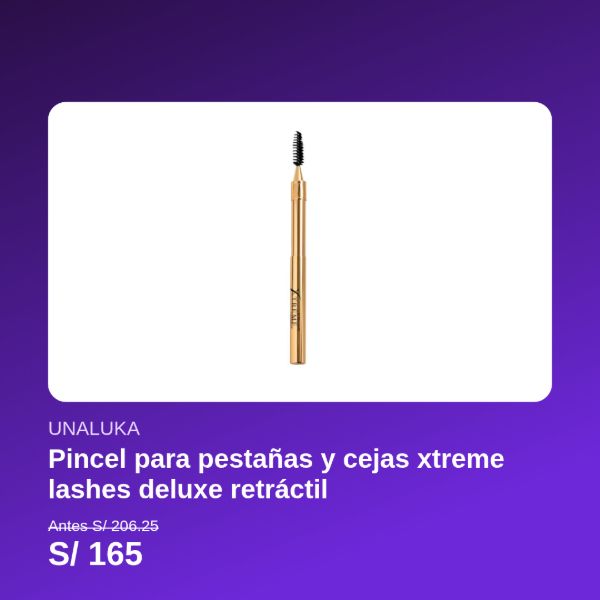 UNALUKA
Pincel para pestañas y cejas xtreme
lashes deluxe retráctil
Antes S/ 206.25
S/ 165